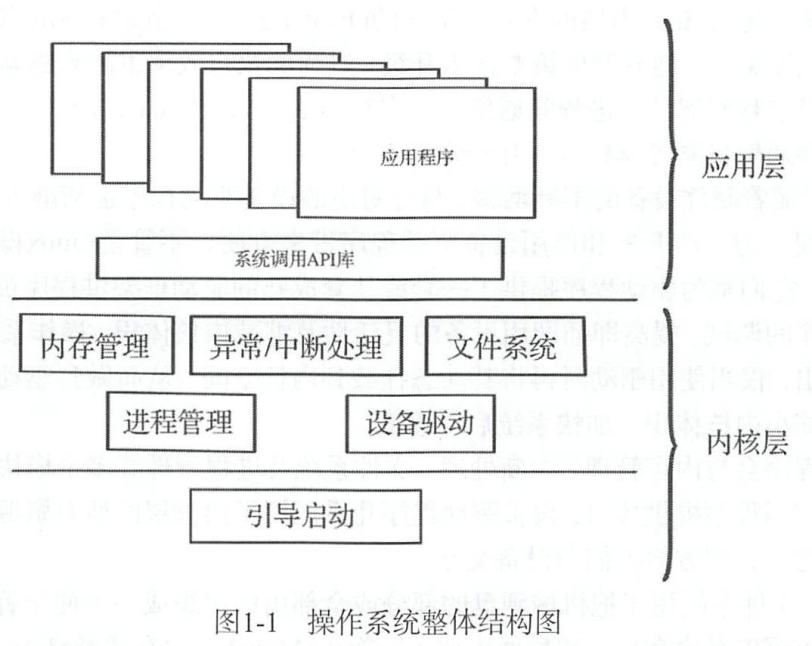 应用程序
应用层
系统调用API库
内存管理
异常/中断处理
文件系统
进程管理
设备驱动
内核层
引导启动
图1-1 操作系统整体结构图